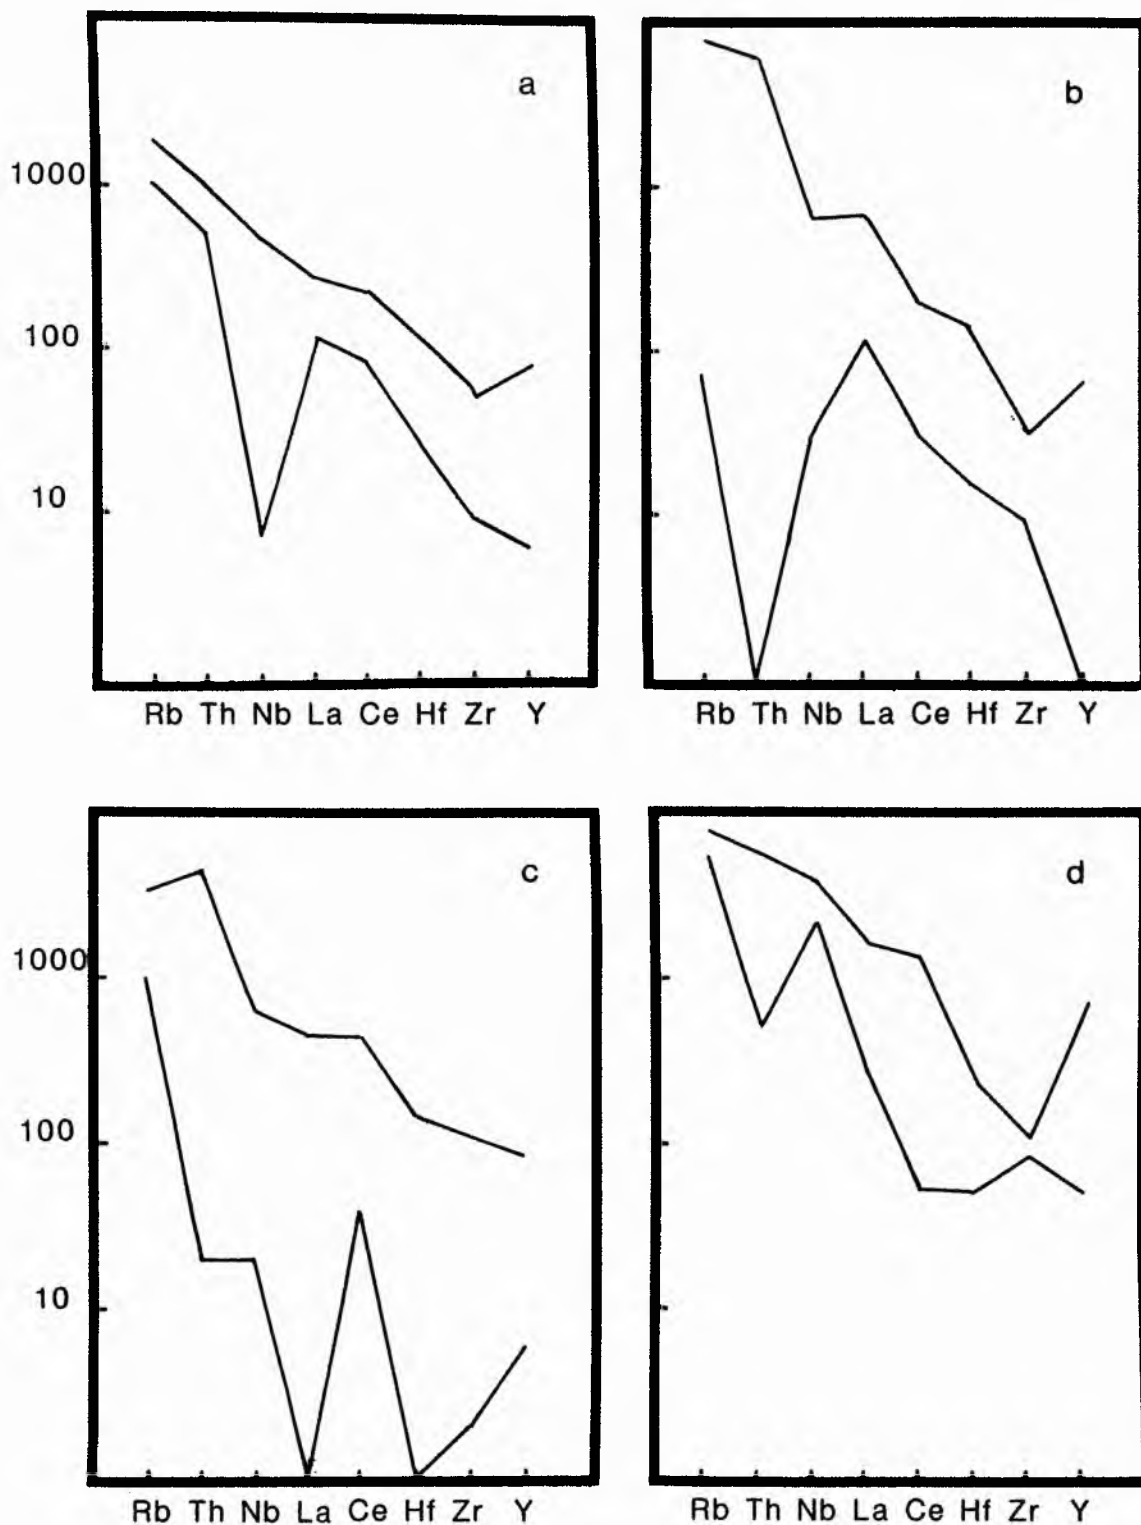 a
b
1000
100
10
Rb Th Nb La Ce Hf Zr Y
Rb Th Nb La Ce Hf Zr Y
c
d
1000
100
10
Rb Th Nb La Ce Hf Zr Y
Rb Th Nb La Ce Hf Zr Y